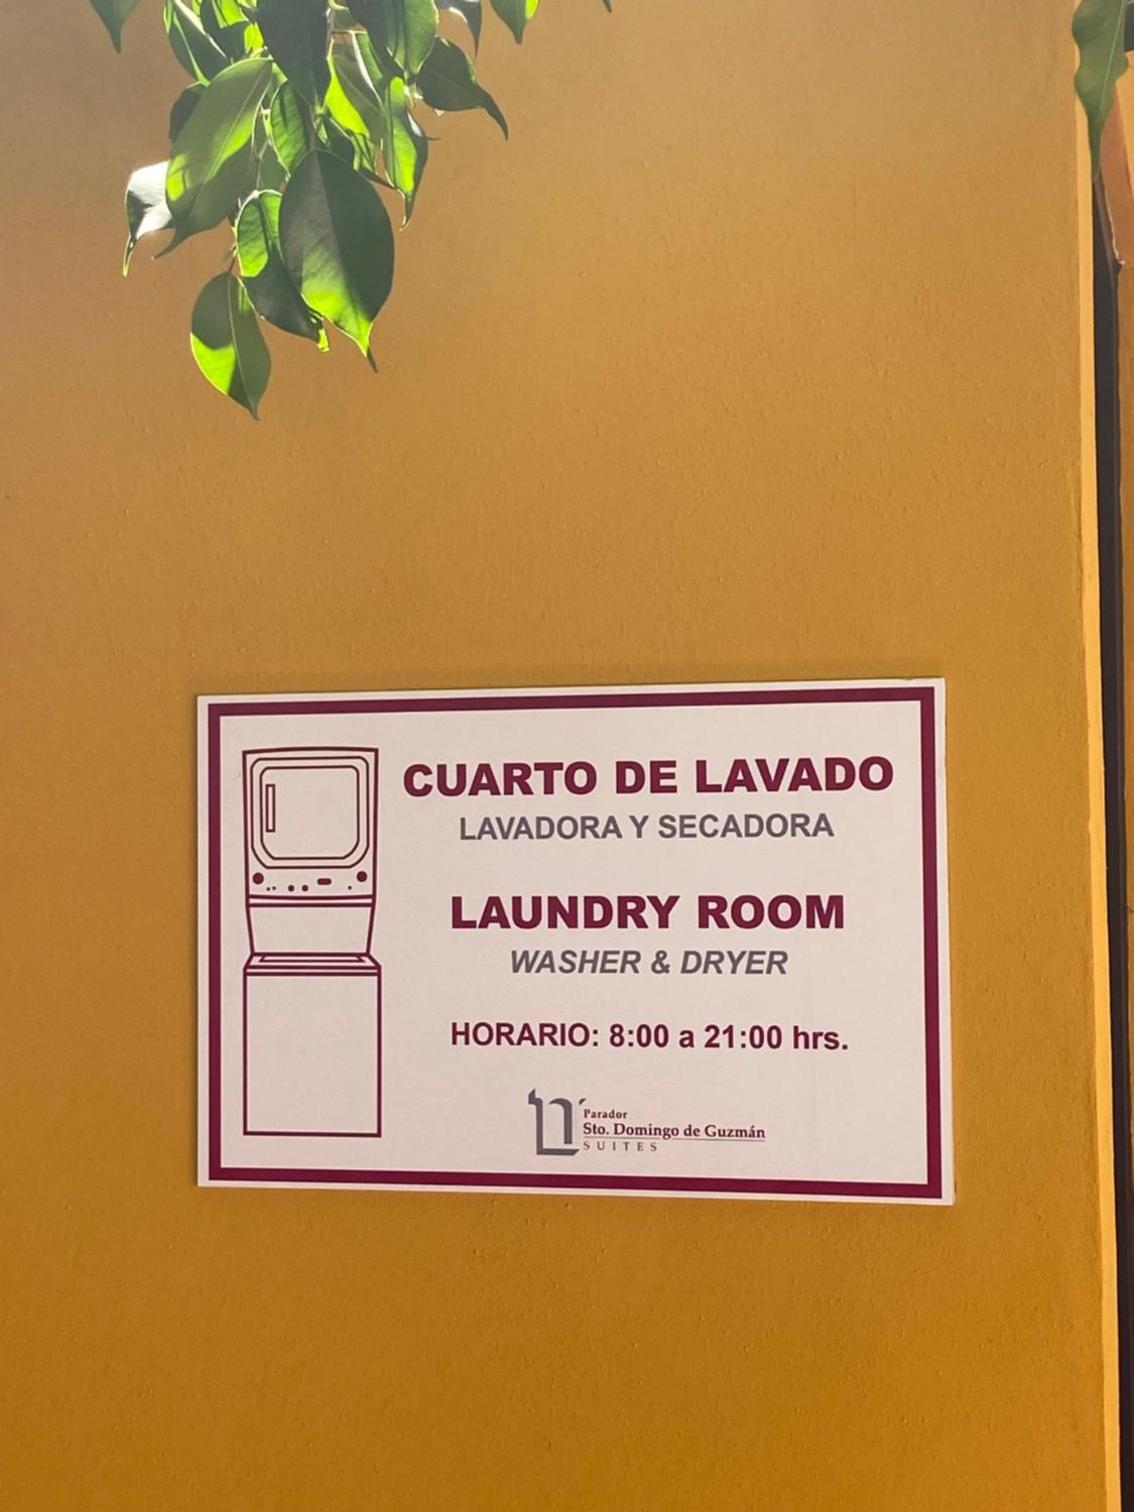 CUARTO DE LAVADO
LAVADORA Y SECADORA
LAUNDRY ROOM
WASHER & DRYER
HORARIO: 8:00 a 21:00 hrs.
Parador
Sto. Domingo de Guzmán
SUITES